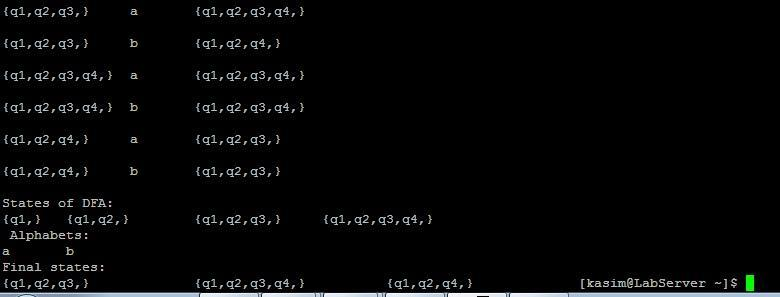 {q1,q2,q3,} a {q1,q2,q3,q4,}
{q1,q2,q3,} b {q1,q2,q4,}
{q1,q2,q3,q4,} a {q1,q2,q3,q4,}
{q1,q2,q3,q4,} b {q1,q2,q3,q4,}
{q1,q2,q4,} a {q1,q2,q3,}
{q1,q2,q4,} b {q1,q2,q3,}
States of DFA:
{q1,} {q1,q2,} {q1,q2,q3,} {q1,q2,q3,q4,}
Alphabets:
a b
Final states:
{q1,q2,q3,} {q1,q2,q3,q4,} {q1,q2,q4,} [kasim@LabServer ~]$